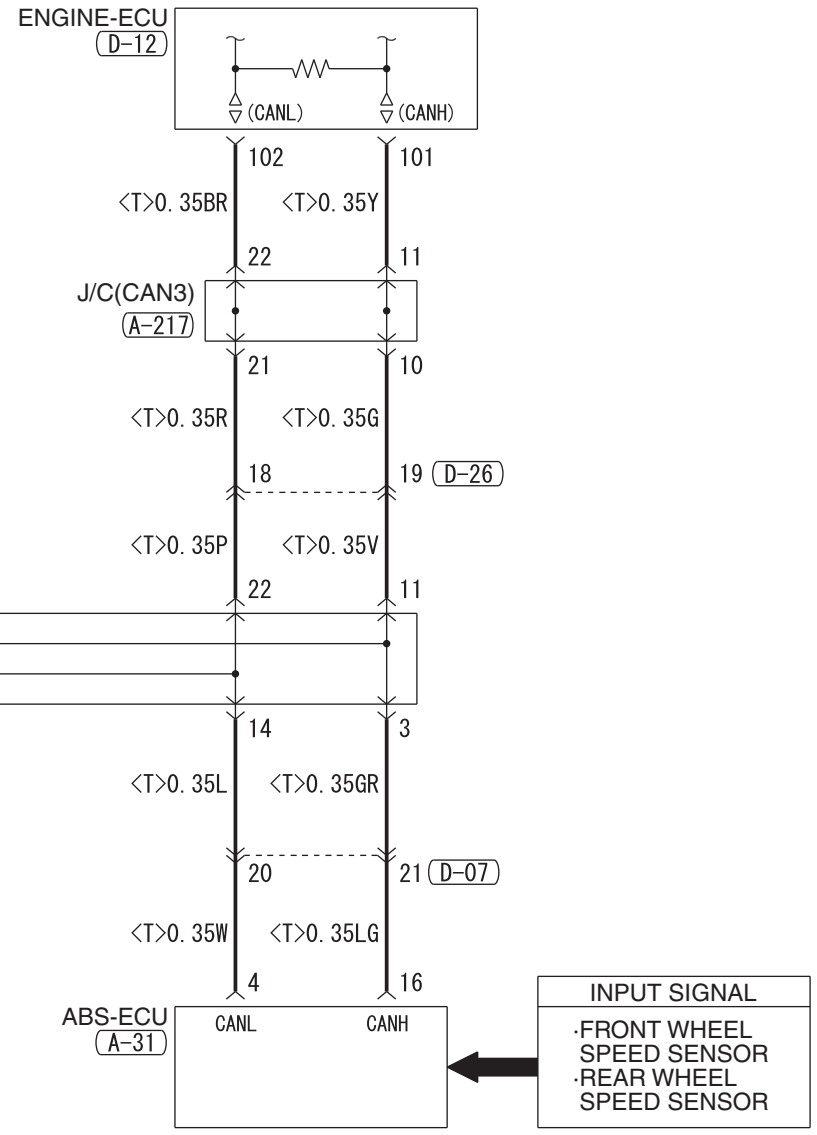 ENGINE-ECU
D-12
(CANL) (CANH)
102 101
<T>0.35BR <T>0.35Y
22 11
J/C(CAN3)
A-217
21 10
<T>0.35R <T>0.35G
18 19 D-26
<T>0.35P <T>0.35V
22 11
14 3
<T>0.35L <T>0.35GR
20 21 D-07
<T>0.35W <T>0.35LG
4 16
ABS-ECU CANL CANH
A-31
INPUT SIGNAL
·FRONT WHEEL
SPEED SENSOR
·REAR WHEEL
SPEED SENSOR